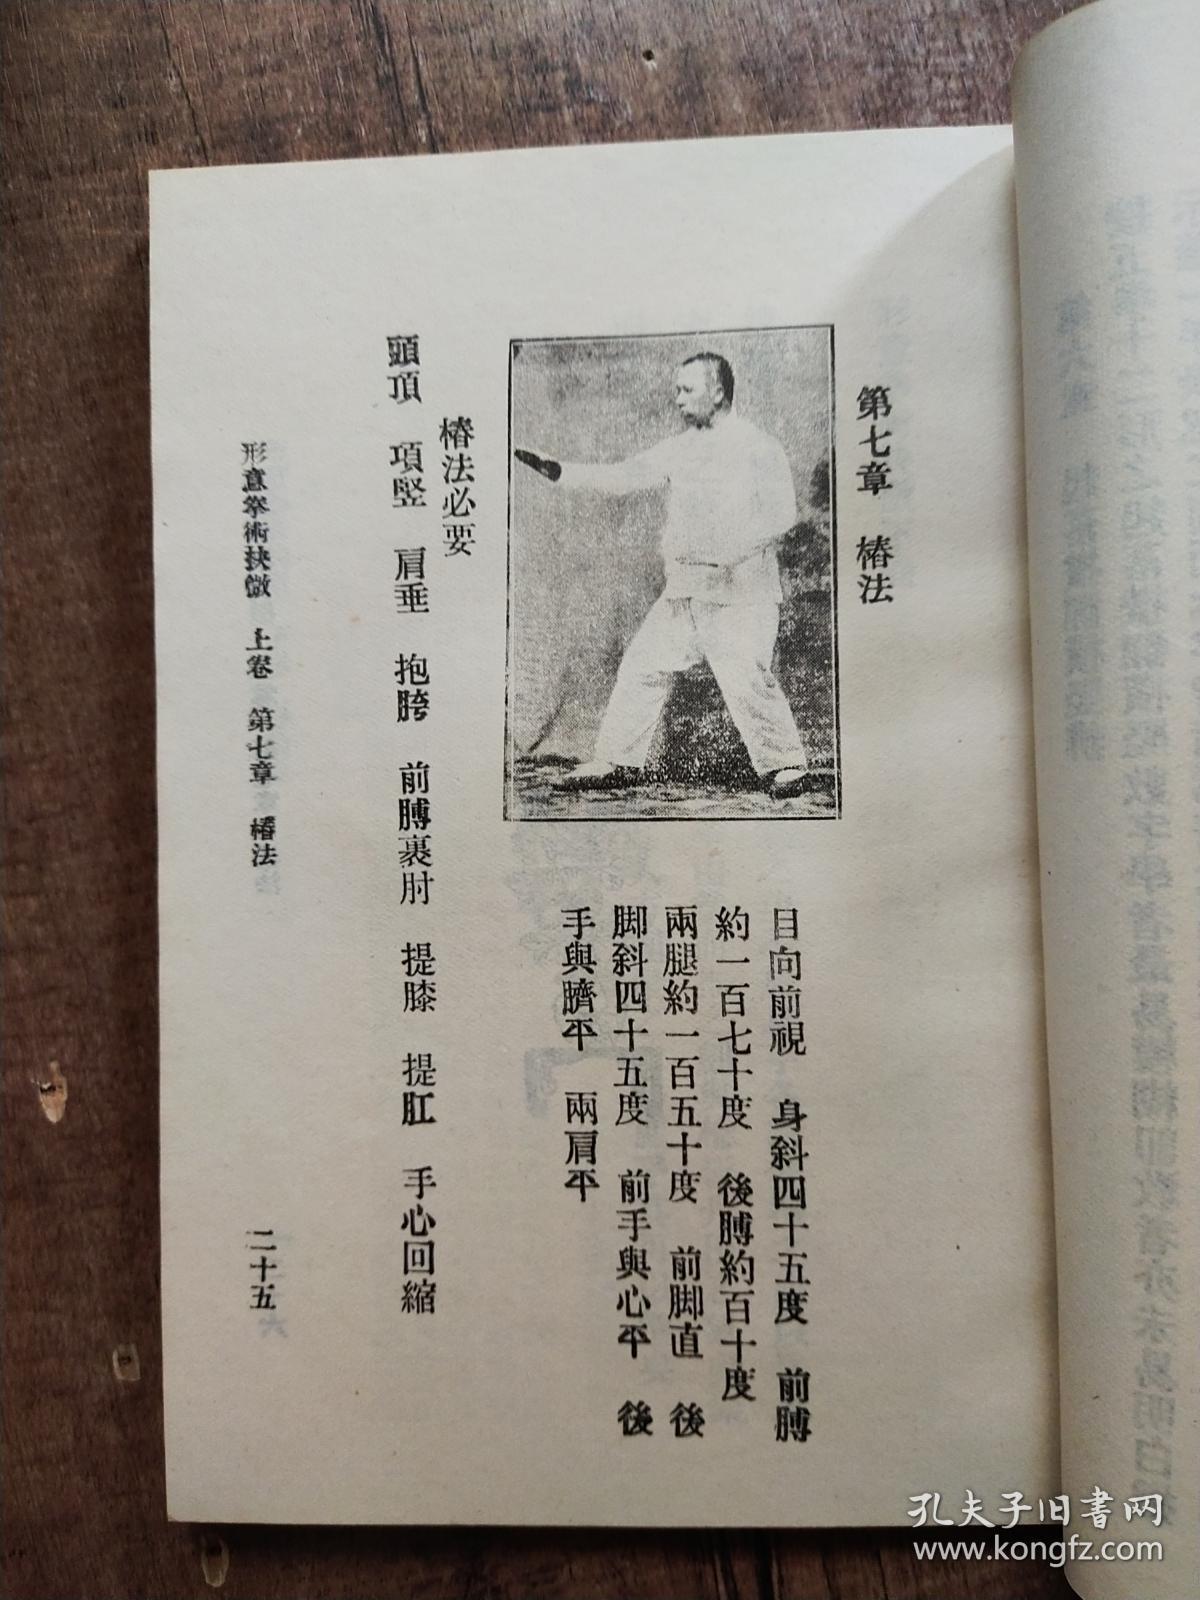 第七章　樁法
目向前視　身斜四十五度　前膊
約一百七十度　後膊約百十度
兩腿約一百五十度　前脚直　後
脚斜四十五度　前手與心平　後
手與臍平　兩肩平
樁法必要
頭頂　項竪　肩垂　抱胯　前膊裹肘　提膝　提肛　手心回縮
形意拳術抉微　上卷　第七章　樁法
二十五
孔夫子旧书网
www.kongfz.com